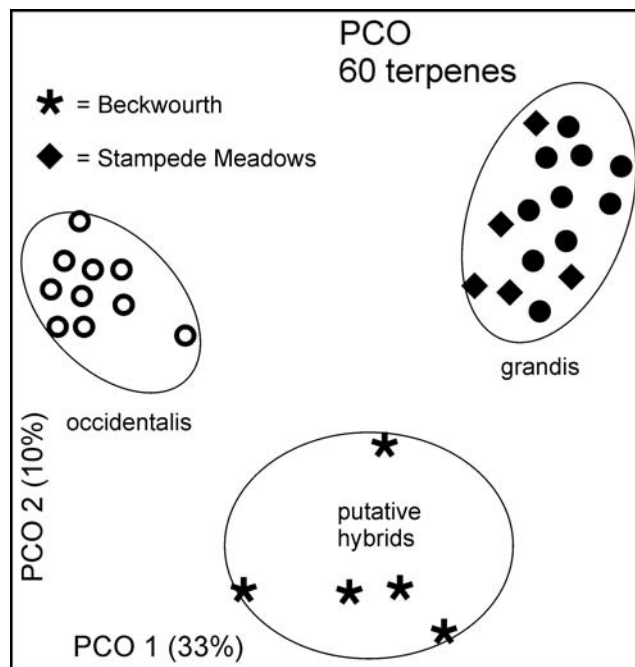 PCO
60 terpenes
= Beckwourth
= Stampede Meadows
grandis
occidentalis
putative
hybrids
PCO 2 (10%)
PCO 1 (33%)